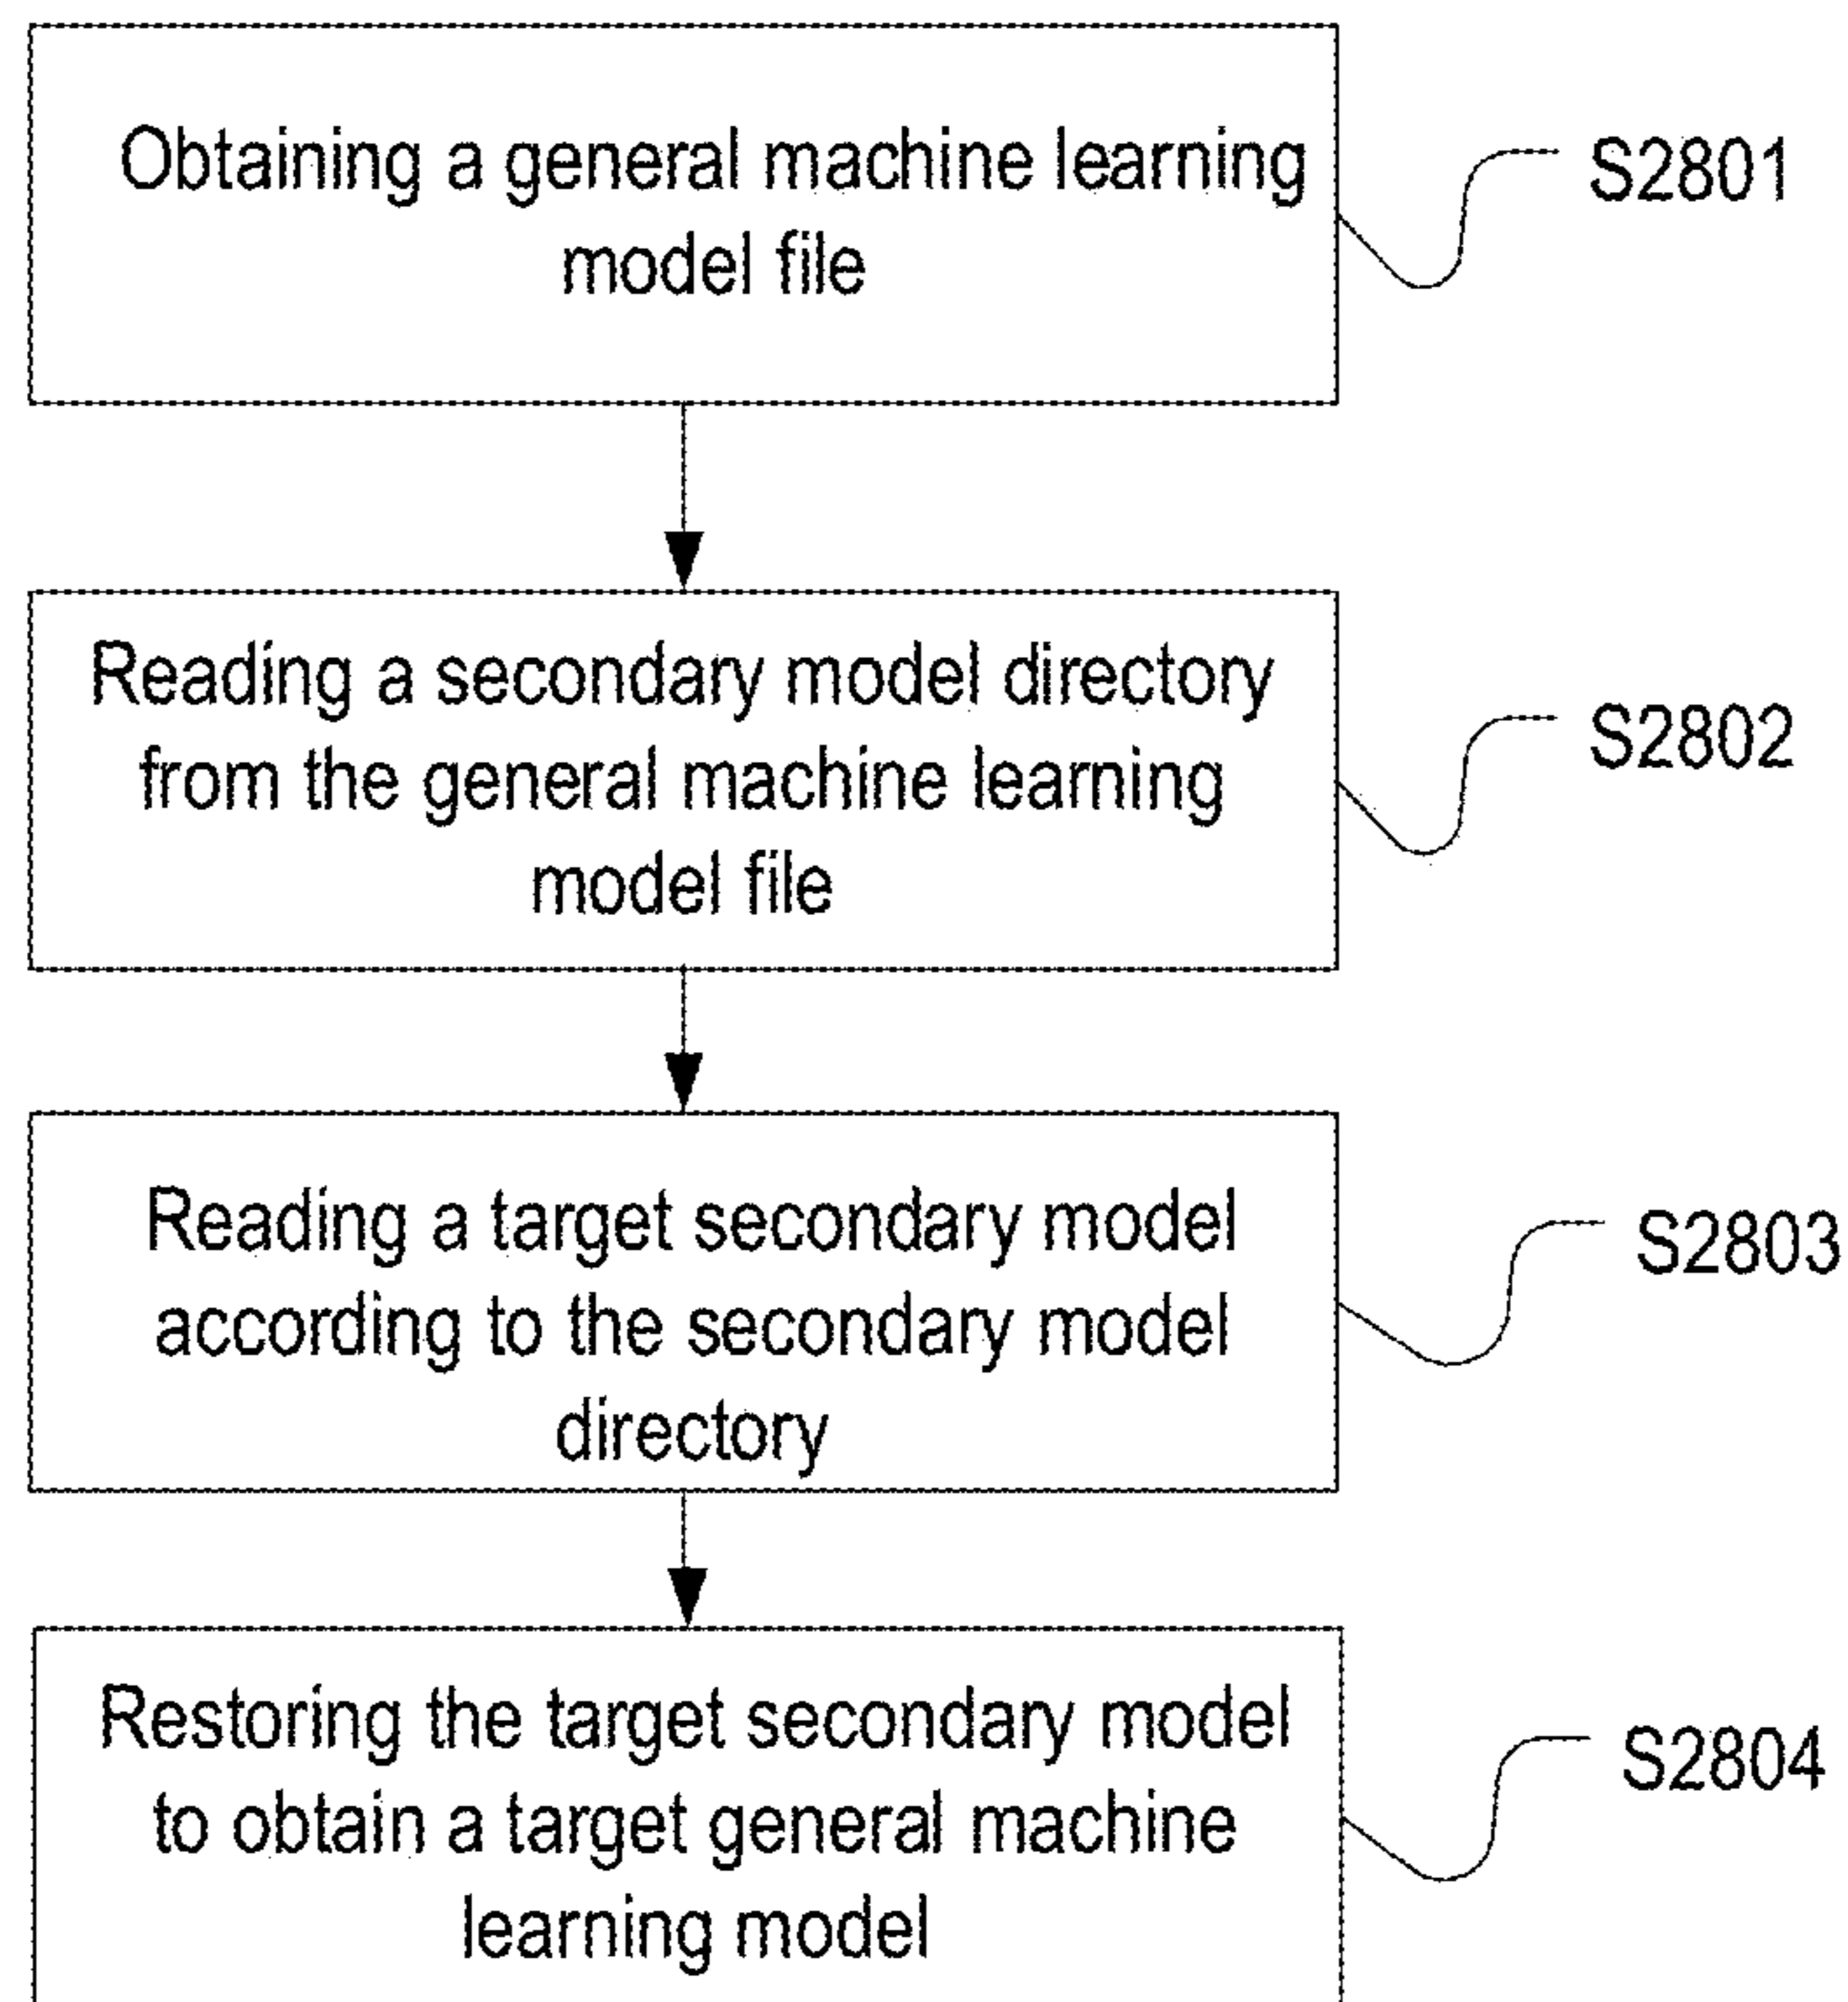 Obtaining a general machine learning
model file
S2801
Reading a secondary model directory
from the general machine learning
model file
S2802
Reading a target secondary model
according to the secondary model
directory
S2803
Restoring the target secondary model
to obtain a target general machine
learning model
S2804